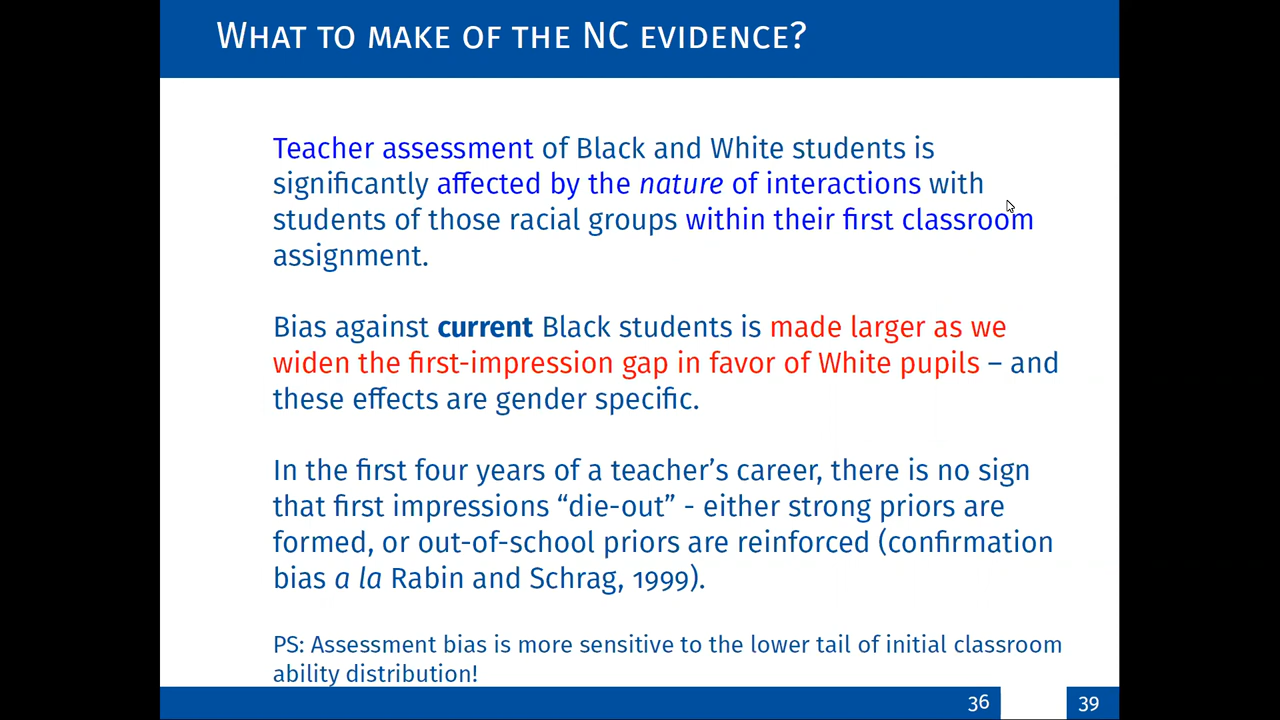 What to make of the NC evidence?
Teacher assessment of Black and White students is
significantly affected by the nature of interactions with
students of those racial groups within their first classroom
assignment.
Bias against current Black students is made larger as we
widen the first-impression gap in favor of White pupils – and
these effects are gender specific.
In the first four years of a teacher’s career, there is no sign
that first impressions “die-out” - either strong priors are
formed, or out-of-school priors are reinforced (confirmation
bias a la Rabin and Schrag, 1999).
PS: Assessment bias is more sensitive to the lower tail of initial classroom
ability distribution!
36 39